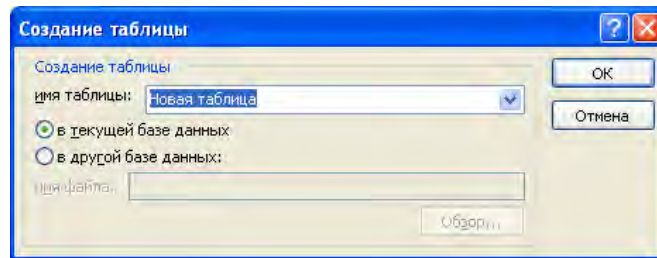 Создание таблицы
Создание таблицы
имя таблицы: Новая таблица
в текущей базе данных
в другой базе данных:
имя файла:
Обзор...
ОК
Отмена